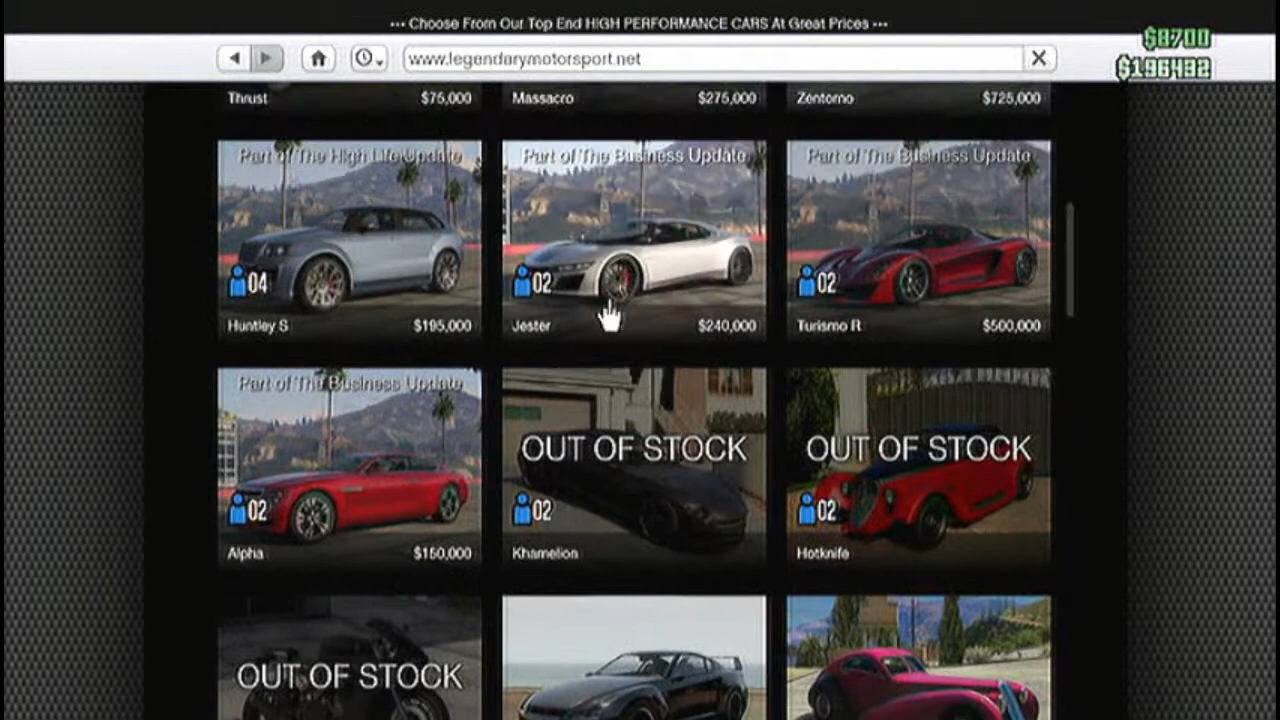 --- Choose From Our Top End HIGH PERFORMANCE CARS At Great Prices ---
www.legendarymotorsport.net
$8700
$196432
Thrust $75,000
Massacro $275,000
Zentorno $725,000
Part of The High Life Update
04
Huntley S $195,000
Part of The Business Update
02
Jester $240,000
Part of The Business Update
02
Turismo R $500,000
Part of The Business Update
02
Alpha $150,000
OUT OF STOCK
02
Khamelion
OUT OF STOCK
02
Hotknife
OUT OF STOCK